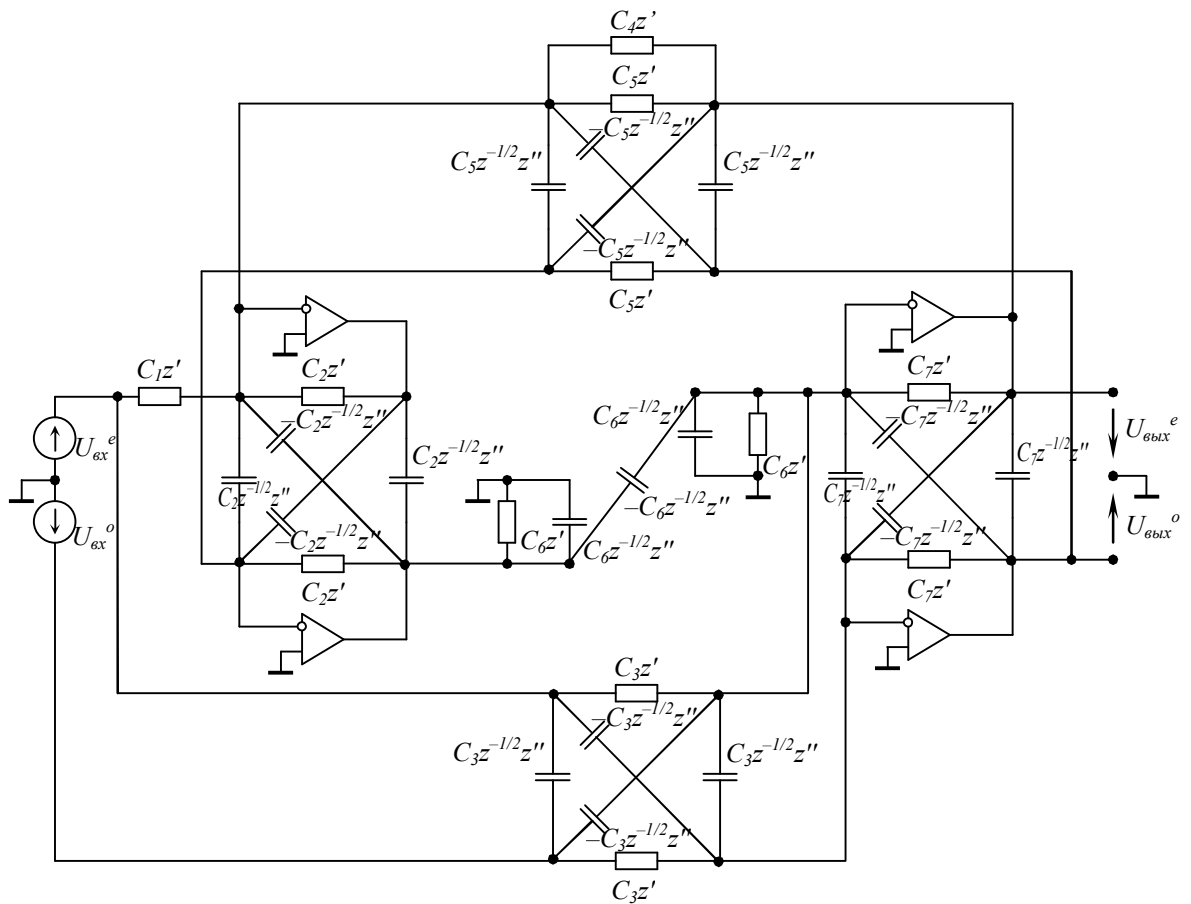 C₄z'
C₅z'
–C₅z⁻¹/²z''
C₅z⁻¹/²z''
C₅z⁻¹/²z''
–C₅z⁻¹/²z''
C₅z'
C₁z'
C₂z'
–C₂z⁻¹/²z''
C₂z⁻¹/²z''
C₂z⁻¹/²z''
–C₂z⁻¹/²z''
C₂z'
Uвхᵉ
Uвхᵒ
C₆z'
C₆z⁻¹/²z''
–C₆z⁻¹/²z''
C₆z⁻¹/²z''
C₆z'
C₇z'
–C₇z⁻¹/²z''
C₇z⁻¹/²z''
C₇z⁻¹/²z''
–C₇z⁻¹/²z''
C₇z'
Uвыхᵉ
Uвыхᵒ
C₃z'
–C₃z⁻¹/²z''
C₃z⁻¹/²z''
C₃z⁻¹/²z''
–C₃z⁻¹/²z''
C₃z'